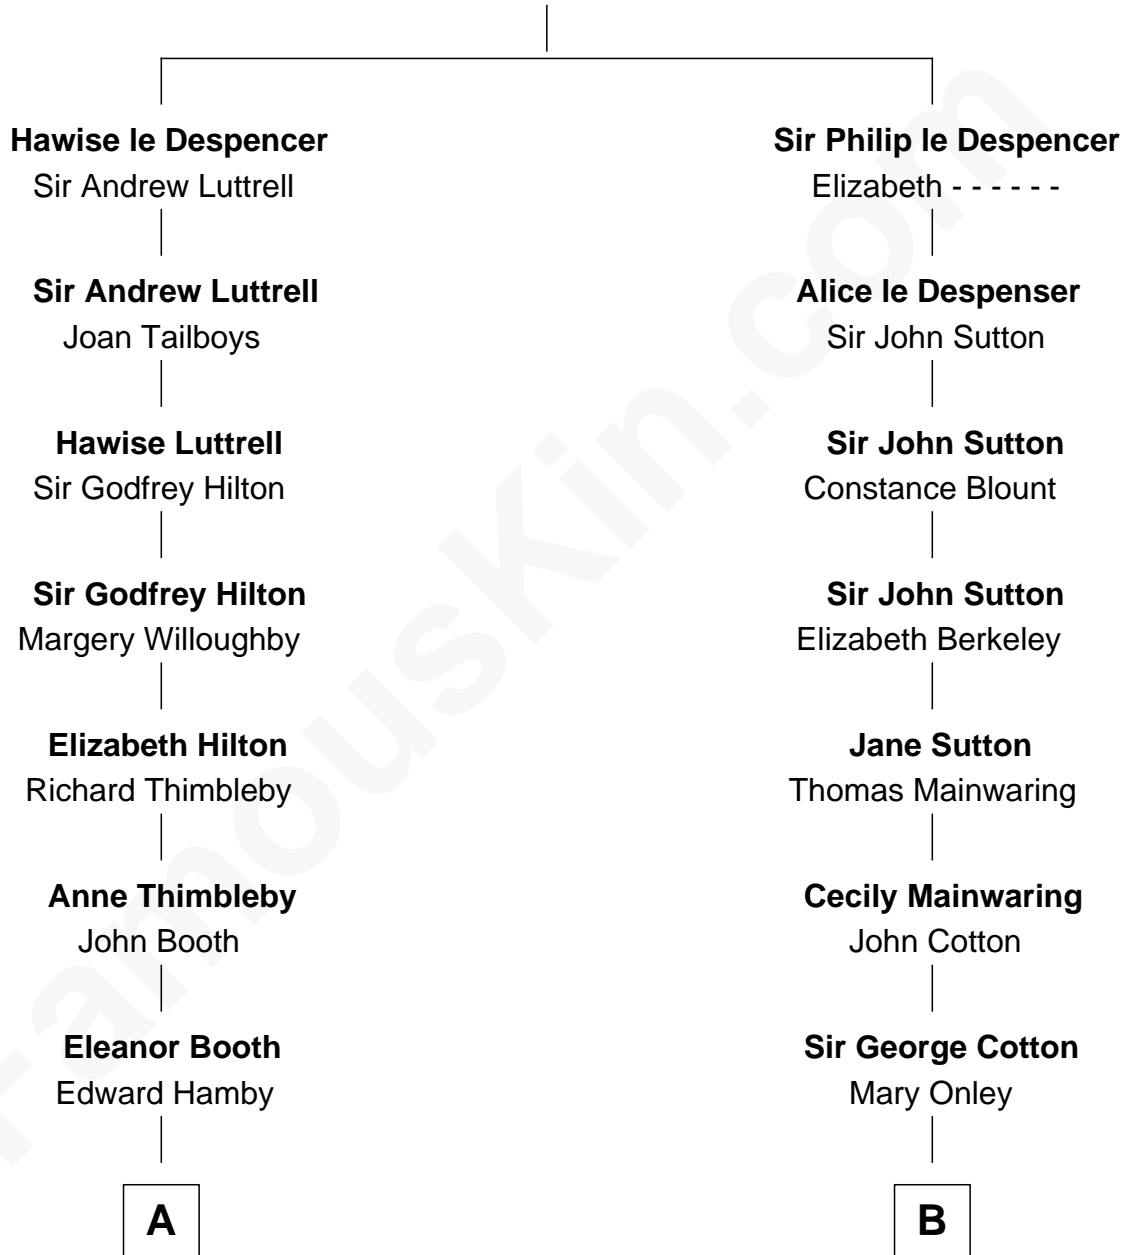 Hawise le Despencer
Sir Andrew Luttrell
Sir Andrew Luttrell
Joan Tailboys
Hawise Luttrell
Sir Godfrey Hilton
Sir Godfrey Hilton
Margery Willoughby
Elizabeth Hilton
Richard Thimbleby
Anne Thimbleby
John Booth
Eleanor Booth
Edward Hamby
A
Sir Philip le Despencer
Elizabeth - - - - - -
Alice le Despenser
Sir John Sutton
Sir John Sutton
Constance Blount
Sir John Sutton
Elizabeth Berkeley
Jane Sutton
Thomas Mainwaring
Cecily Mainwaring
John Cotton
Sir George Cotton
Mary Onley
B
FamousKin.com